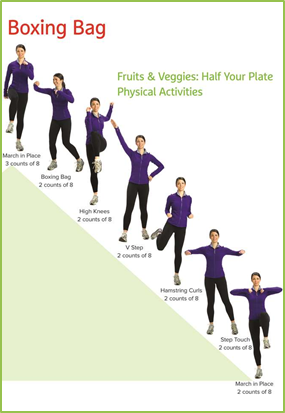 Boxing Bag
Fruits & Veggies: Half Your Plate
Physical Activities
March in Place
3 counts of 8
Boxing Bag
2 counts of 8
High Knees
2 counts of 8
V Step
2 counts of 8
Hamstring Curls
2 counts of 8
Step Touch
2 counts of 8
March in Place
2 counts of 8